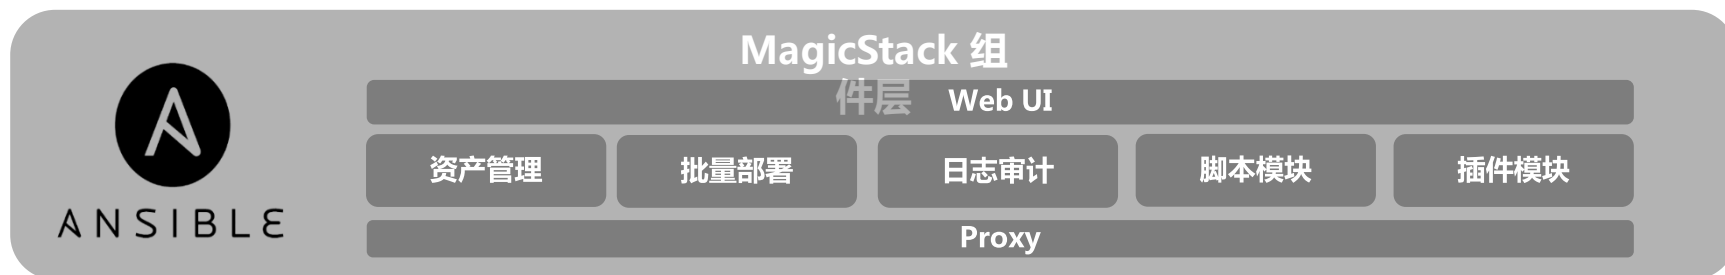 MagicStack 组
件层
Web UI
资产管理
批量部署
日志审计
脚本模块
插件模块
ANSIBLE
Proxy